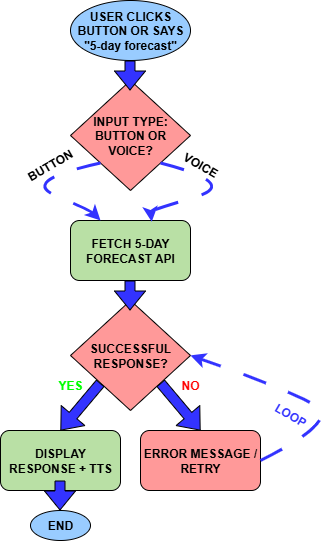 USER CLICKS
BUTTON OR SAYS
"5-day forecast"
INPUT TYPE:
BUTTON OR
VOICE?
BUTTON
VOICE
FETCH 5-DAY
FORECAST API
SUCCESSFUL
RESPONSE?
YES
NO
LOOP
DISPLAY
RESPONSE + TTS
ERROR MESSAGE /
RETRY
END